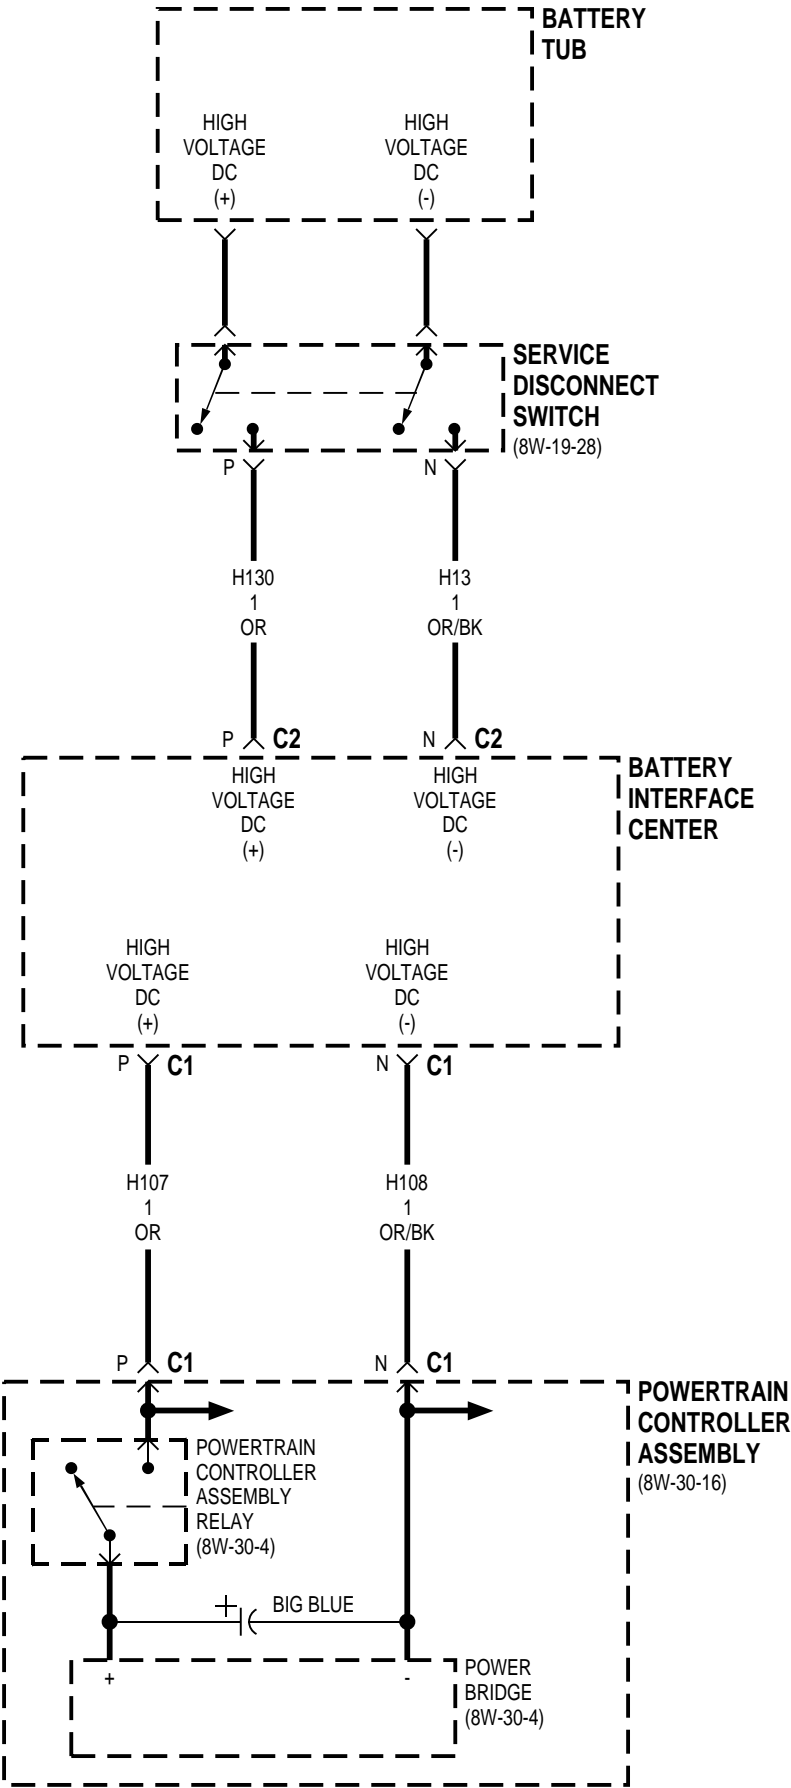 BATTERY
TUB
HIGH
VOLTAGE
DC
(+)
HIGH
VOLTAGE
DC
(-)
SERVICE
DISCONNECT
SWITCH
(8W-19-28)
P
N
H130
1
OR
H13
1
OR/BK
P
C2
N
C2
BATTERY
INTERFACE
CENTER
HIGH
VOLTAGE
DC
(+)
HIGH
VOLTAGE
DC
(-)
HIGH
VOLTAGE
DC
(+)
HIGH
VOLTAGE
DC
(-)
P
C1
N
C1
H107
1
OR
H108
1
OR/BK
P
C1
N
C1
POWERTRAIN
CONTROLLER
ASSEMBLY
(8W-30-16)
POWERTRAIN
CONTROLLER
ASSEMBLY
RELAY
(8W-30-4)
+
BIG BLUE
+
-
POWER
BRIDGE
(8W-30-4)